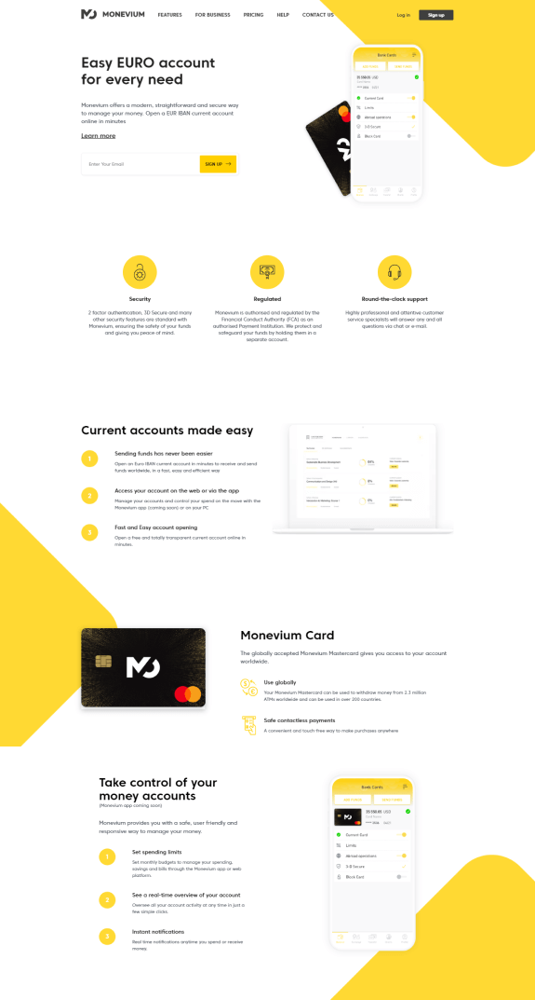 MONEVIUM
FEATURES
FOR BUSINESS
PRICING
HELP
CONTACT US
Log in
Sign up
Easy EURO account
for every need
Monevium offers a modern, straightforward and secure way
to manage your money. Open a EUR IBAN current account
online in minutes
Learn more
Enter Your Email
SIGN UP
Bank Cards
Current Card
Limits
Abroad operations
3-D Secure
Block Card
Security
2 factor authentication, 3D Secure and many
other security features are standard with
Monevium, ensuring the safety of your funds
and giving you peace of mind.
Regulated
Monevium is authorised and regulated by the
Financial Conduct Authority (FCA) as an
authorised Payment Institution. We protect and
safeguard your funds by holding them in a
separate account.
Round-the-clock support
Highly professional and attentive customer
service specialists will answer any and all
questions via chat or e-mail.
Current accounts made easy
1
Sending funds has never been easier
Open an Euro IBAN current account in minutes to receive and send
funds worldwide, in a fast, easy and efficient way
2
Access your account on the web or via the app
Manage your accounts and control your spend on the move with the
Monevium app (coming soon) or on your PC
3
Fast and Easy account opening
Open a free and totally transparent current account online in
minutes.
Monevium Card
The globally accepted Monevium Mastercard gives you access to your account
worldwide.
Use globally
Your Monevium Mastercard can be used to withdraw money from 2.3 million
ATMs worldwide and can be used in over 200 countries.
Safe contactless payments
A convenient and touch-free way to make purchases anywhere
Take control of your
money accounts
(Monevium app coming soon)
Monevium provides you with a safe, user friendly and
responsive way to manage your money.
1
Set spending limits
Set monthly budgets to manage your spending,
savings and bills through the Monevium app or web
platform.
2
See a real-time overview of your account
Oversee all your account activity at any time in just a
few simple clicks.
3
Instant notifications
Real time notifications anytime you spend or receive
money.
Bank Cards
Current Card
Limits
Abroad operations
3-D Secure
Block Card